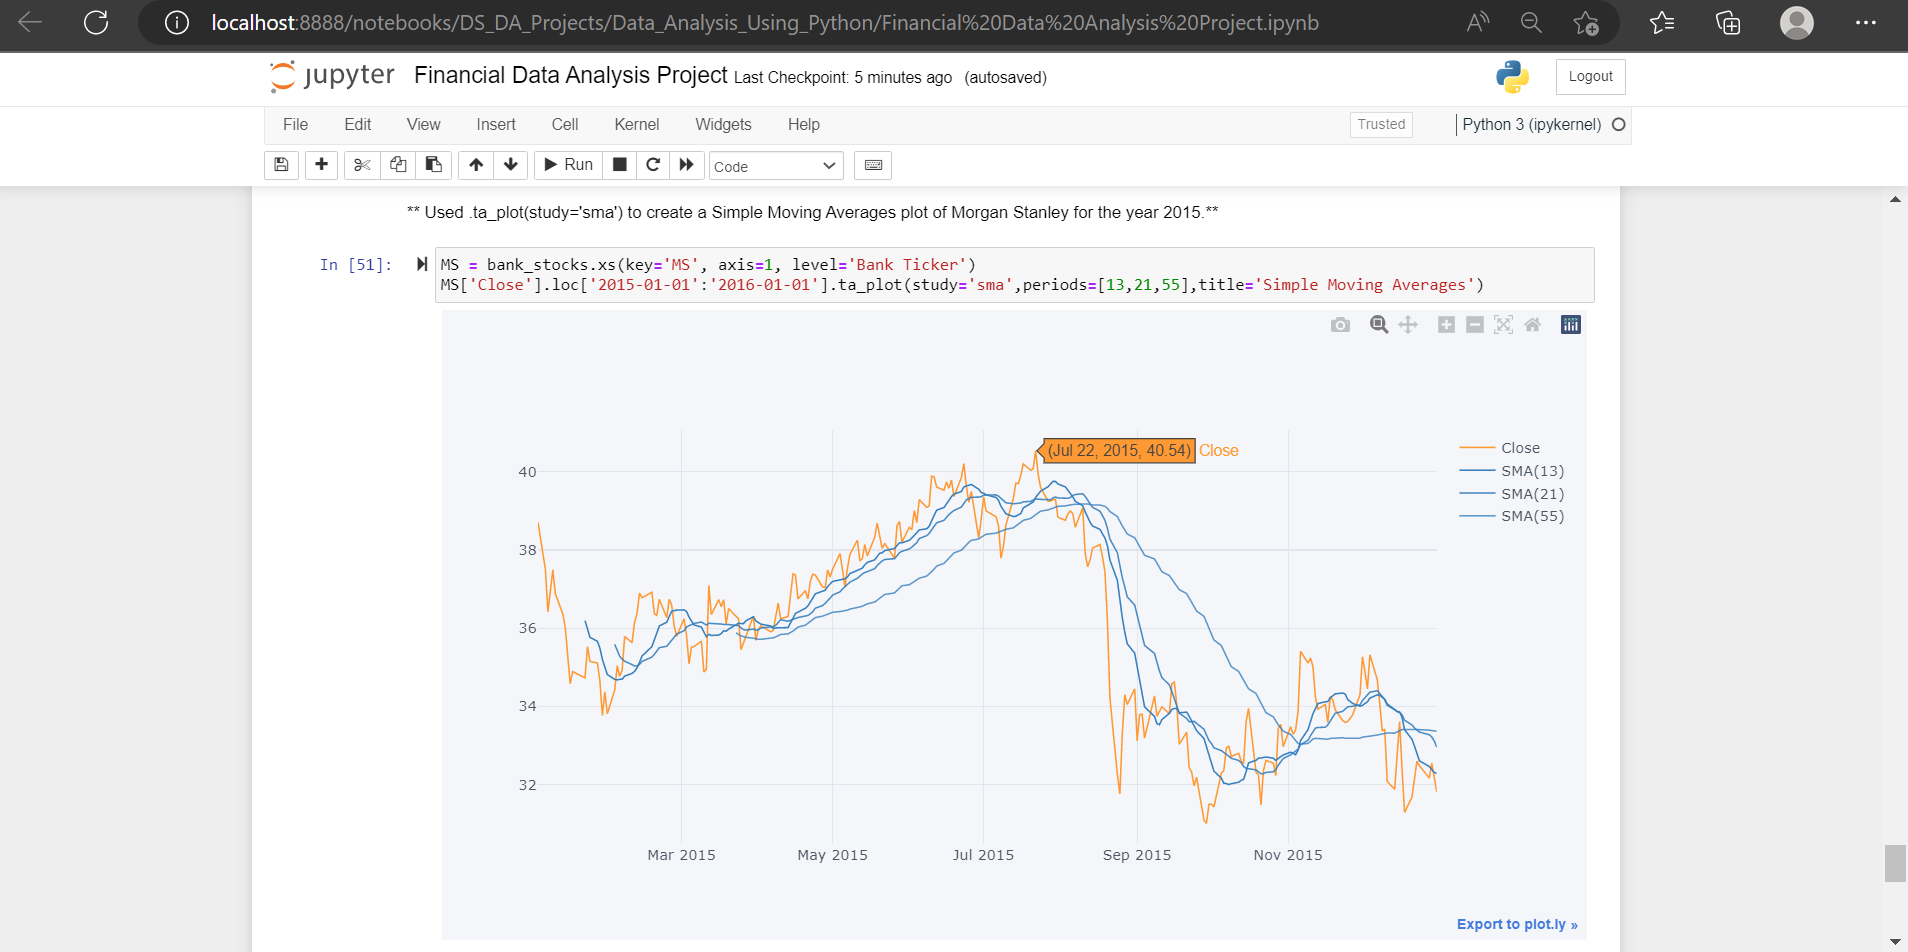 localhost:8888/notebooks/DS_DA_Projects/Data_Analysis_Using_Python/Financial%20Data%20Analysis%20Project.ipynb
jupyter Financial Data Analysis Project Last Checkpoint: 5 minutes ago (autosaved)
Logout
File Edit View Insert Cell Kernel Widgets Help
Trusted
Python 3 (ipykernel)
Run
Code
** Used .ta_plot(study='sma') to create a Simple Moving Averages plot of Morgan Stanley for the year 2015.**
In [51]:
MS = bank_stocks.xs(key='MS', axis=1, level='Bank Ticker')
MS['Close'].loc['2015-01-01':'2016-01-01'].ta_plot(study='sma',periods=[13,21,55],title='Simple Moving Averages')
(Jul 22, 2015, 40.54) Close
Close
SMA(13)
SMA(21)
SMA(55)
40
38
36
34
32
Mar 2015 May 2015 Jul 2015 Sep 2015 Nov 2015
Export to plot.ly »